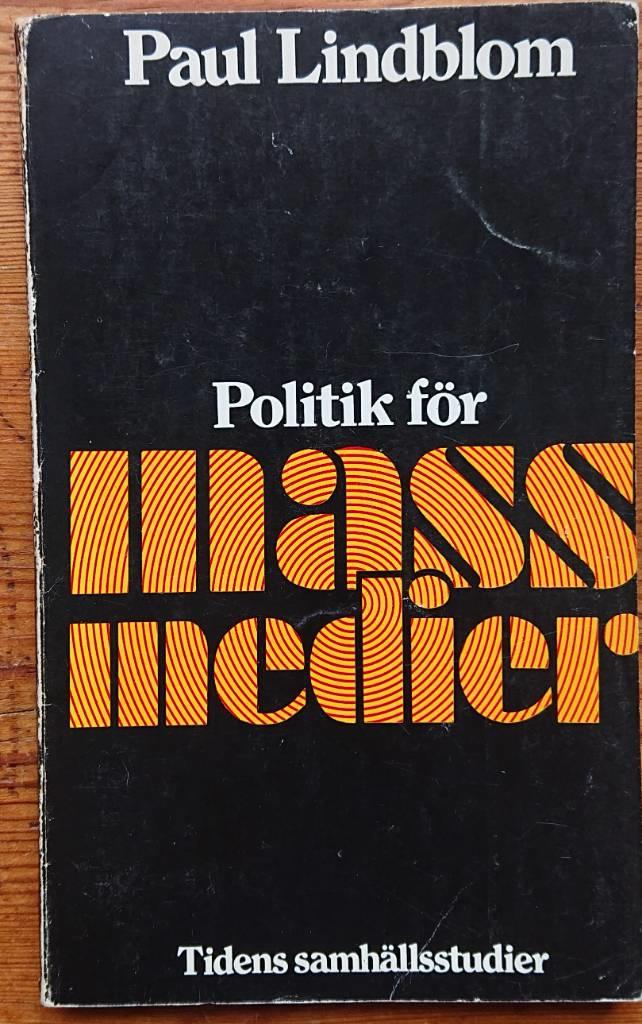 Paul Lindblom
Politik för
mass
medier
Tidens samhällsstudier